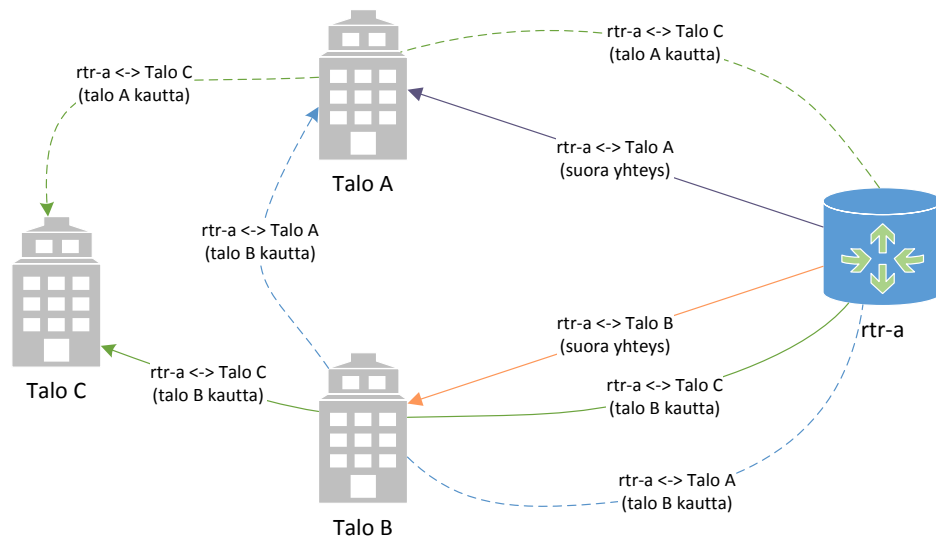 rtr-a <-> Talo C
(talo A kautta)
rtr-a <-> Talo C
(talo A kautta)
rtr-a <-> Talo A
(suora yhteys)
Talo A
rtr-a <-> Talo A
(talo B kautta)
rtr-a <-> Talo B
(suora yhteys)
rtr-a
rtr-a <-> Talo C
(talo B kautta)
Talo C
rtr-a <-> Talo C
(talo B kautta)
rtr-a <-> Talo A
(talo B kautta)
Talo B